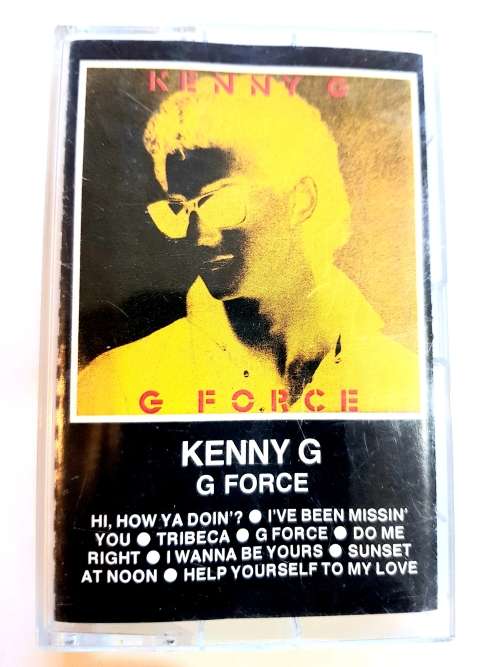 KENNY G
G FORCE
KENNY G
G FORCE
HI, HOW YA DOIN'? ● I'VE BEEN MISSIN'
YOU ● TRIBECA ● G FORCE ● DO ME
RIGHT ● I WANNA BE YOURS ● SUNSET
AT NOON ● HELP YOURSELF TO MY LOVE